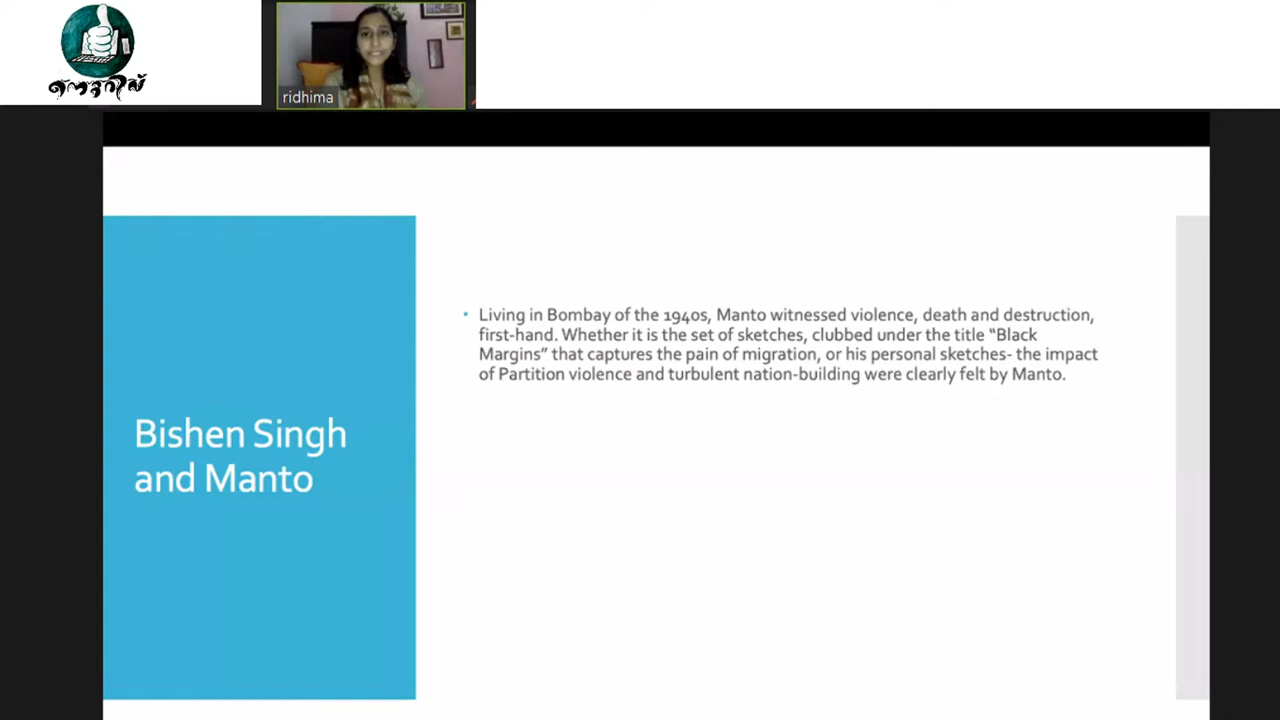 ridhima
Bishen Singh
and Manto
• Living in Bombay of the 1940s, Manto witnessed violence, death and destruction,
first-hand. Whether it is the set of sketches, clubbed under the title “Black
Margins” that captures the pain of migration, or his personal sketches- the impact
of Partition violence and turbulent nation-building were clearly felt by Manto.